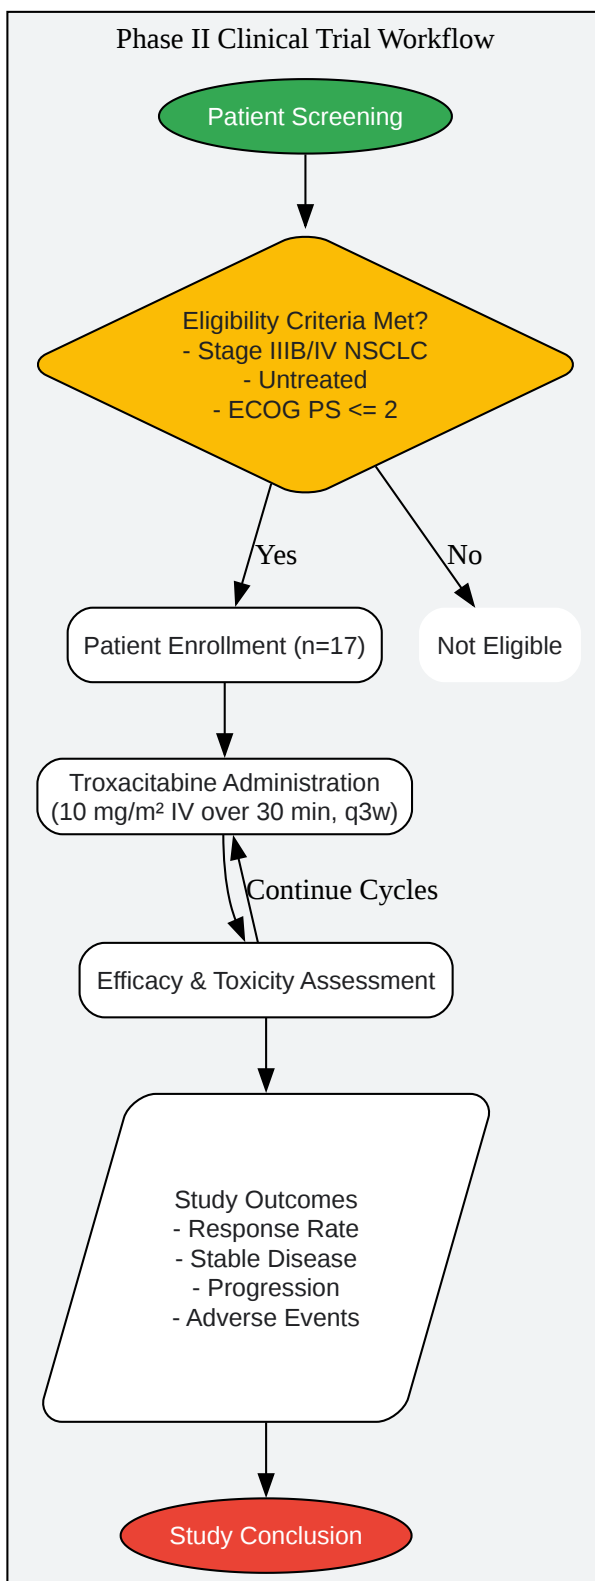 Phase II Clinical Trial Workflow
Patient Screening
Eligibility Criteria Met?
- Stage IIIB/IV NSCLC
- Untreated
- ECOG PS <= 2
Yes
No
Patient Enrollment (n=17)
Not Eligible
Troxacitabine Administration
(10 mg/m² IV over 30 min, q3w)
Continue Cycles
Efficacy & Toxicity Assessment
Study Outcomes
- Response Rate
- Stable Disease
- Progression
- Adverse Events
Study Conclusion